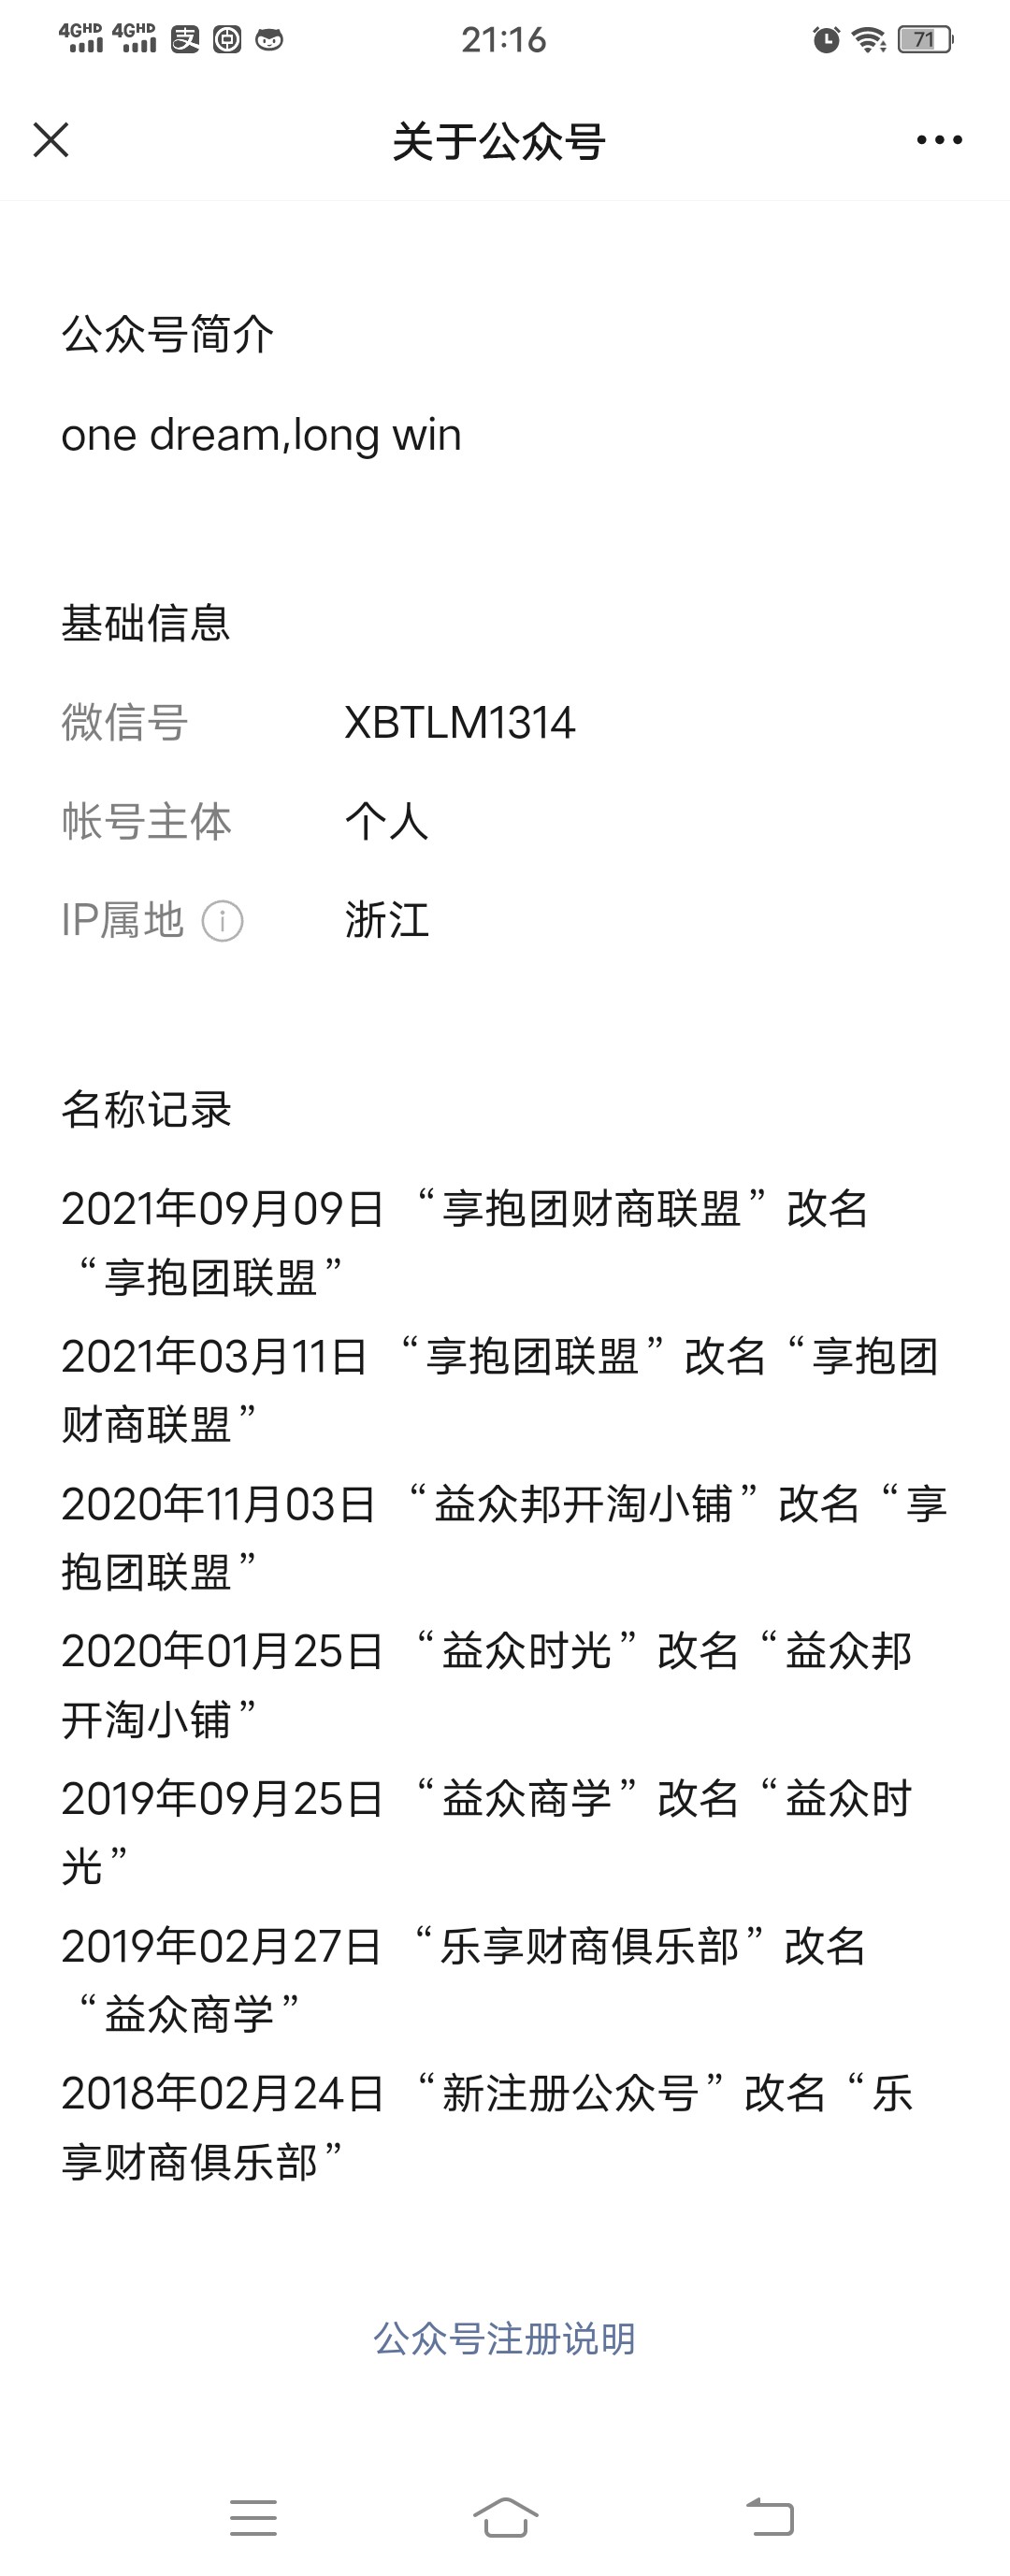 4GHD 4GHD 支 21:16 71
关于公众号
公众号简介
one dream,long win
基础信息
微信号 XBTLM1314
帐号主体 个人
IP属地 浙江
名称记录
2021年09月09日 “享抱团财商联盟” 改名
“享抱团联盟”
2021年03月11日 “享抱团联盟” 改名 “享抱团
财商联盟”
2020年11月03日 “益众邦开淘小铺” 改名 “享
抱团联盟”
2020年01月25日 “益众时光” 改名 “益众邦
开淘小铺”
2019年09月25日 “益众商学” 改名 “益众时
光”
2019年02月27日 “乐享财商俱乐部” 改名
“益众商学”
2018年02月24日 “新注册公众号” 改名 “乐
享财商俱乐部”
公众号注册说明